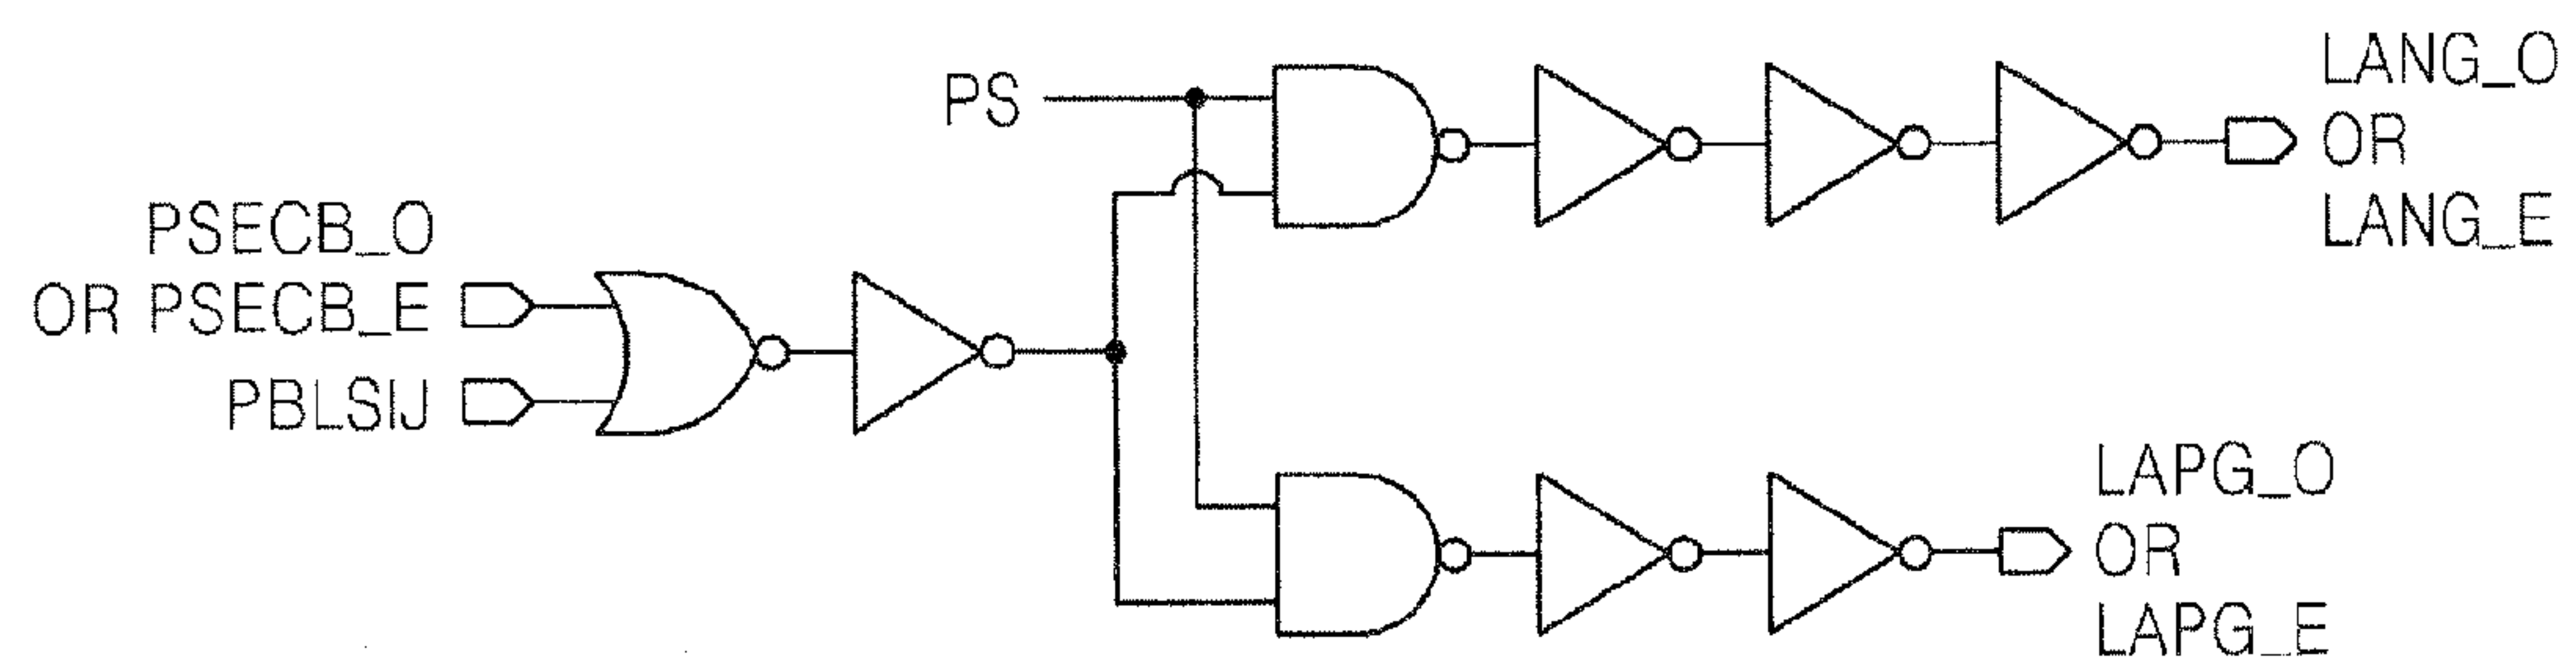 PS
LANG_O
OR
LANG_E
PSECB_O
OR PSECB_E
PBLSIJ
LAPG_O
OR
LAPG_E